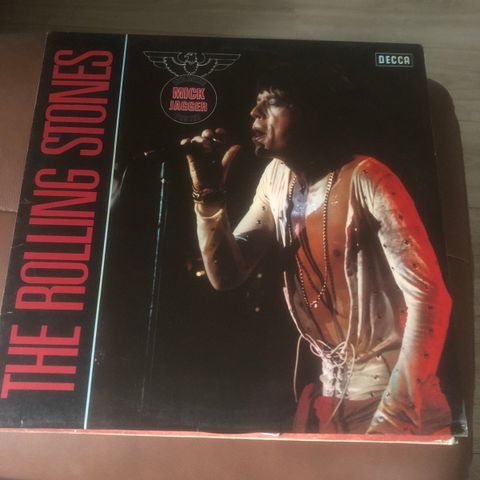 THE ROLLING STONES
MICK
JAGGER
DECCA